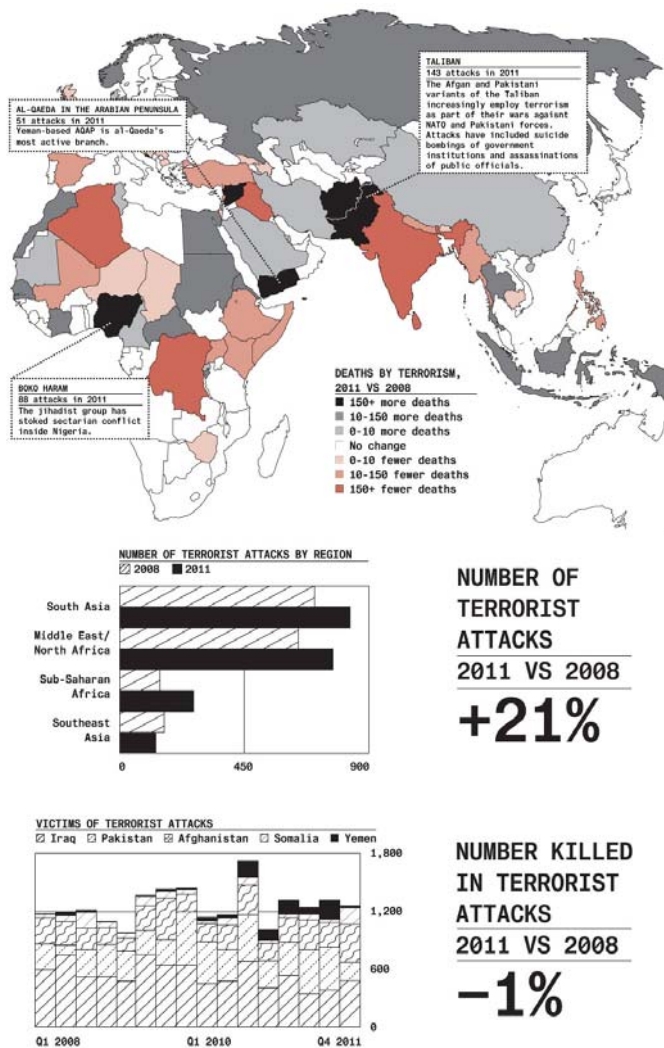 TALIBAN
143 attacks in 2011
The Afgan and Pakistani
variants of the Taliban
increasingly employ terrorism
as part of their wars against
NATO and Pakistani forces.
Attacks have included suicide
bombings of government
institutions and assassinations
of public officials.
AL-QAEDA IN THE ARABIAN PENUNSULA
51 attacks in 2011
Yeman-based AQAP is al-Qaeda's
most active branch.
BOKO HARAM
88 attacks in 2011
The jihadist group has
stoked sectarian conflict
inside Nigeria.
DEATHS BY TERRORISM,
2011 VS 2008
150+ more deaths
10-150 more deaths
0-10 more deaths
No change
0-10 fewer deaths
10-150 fewer deaths
150+ fewer deaths
NUMBER OF TERRORIST ATTACKS BY REGION
2008 2011
South Asia
Middle East/
North Africa
Sub-Saharan
Africa
Southeast
Asia
0 450 900
NUMBER OF
TERRORIST
ATTACKS
2011 VS 2008
+21%
VICTIMS OF TERRORIST ATTACKS
Iraq Pakistan Afghanistan Somalia Yemen
1,800
1,200
600
0
Q1 2008 Q1 2010 Q4 2011
NUMBER KILLED
IN TERRORIST
ATTACKS
2011 VS 2008
-1%